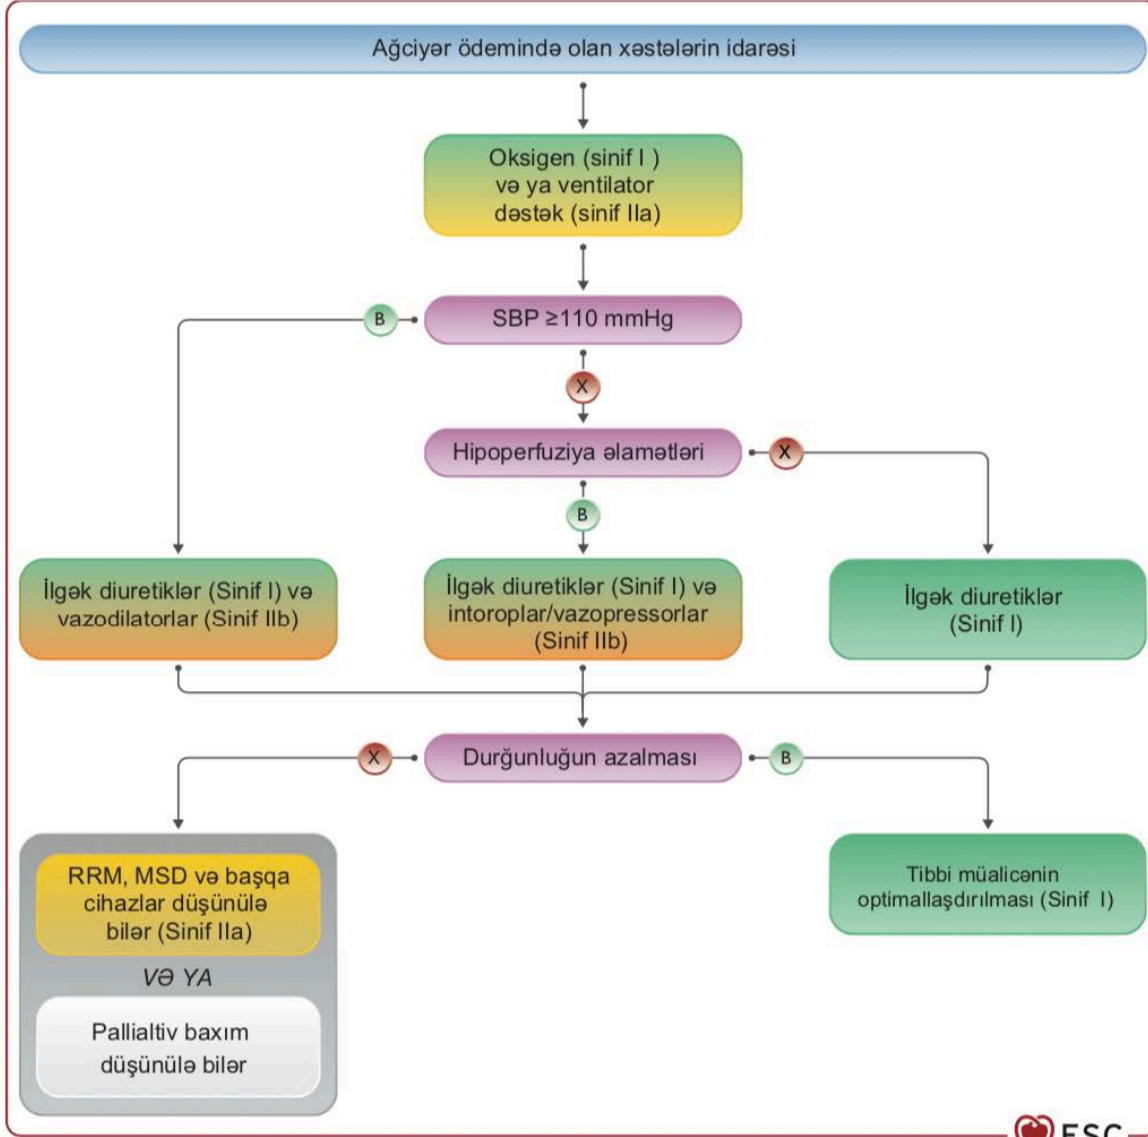 Ağciyər ödemində olan xəstələrin idarəsi
Oksigen (sinif I )
və ya ventilator
dəstək (sinif IIa)
SBP ≥110 mmHg
B
X
Hipoperfuziya əlamətləri
X
B
İlgək diuretiklər (Sinif I) və
vazodilatorlar (Sinif IIb)
İlgək diuretiklər (Sinif I) və
intoroplar/vazopressorlar
(Sinif IIb)
İlgək diuretiklər
(Sinif I)
Durğunluğun azalması
X
B
RRM, MSD və başqa
cihazlar düşünülə
bilər (Sinif IIa)
VƏ YA
Pallialtiv baxım
düşünülə bilər
Tibbi müalicənin
optimallaşdırılması (Sinif I)
ESC